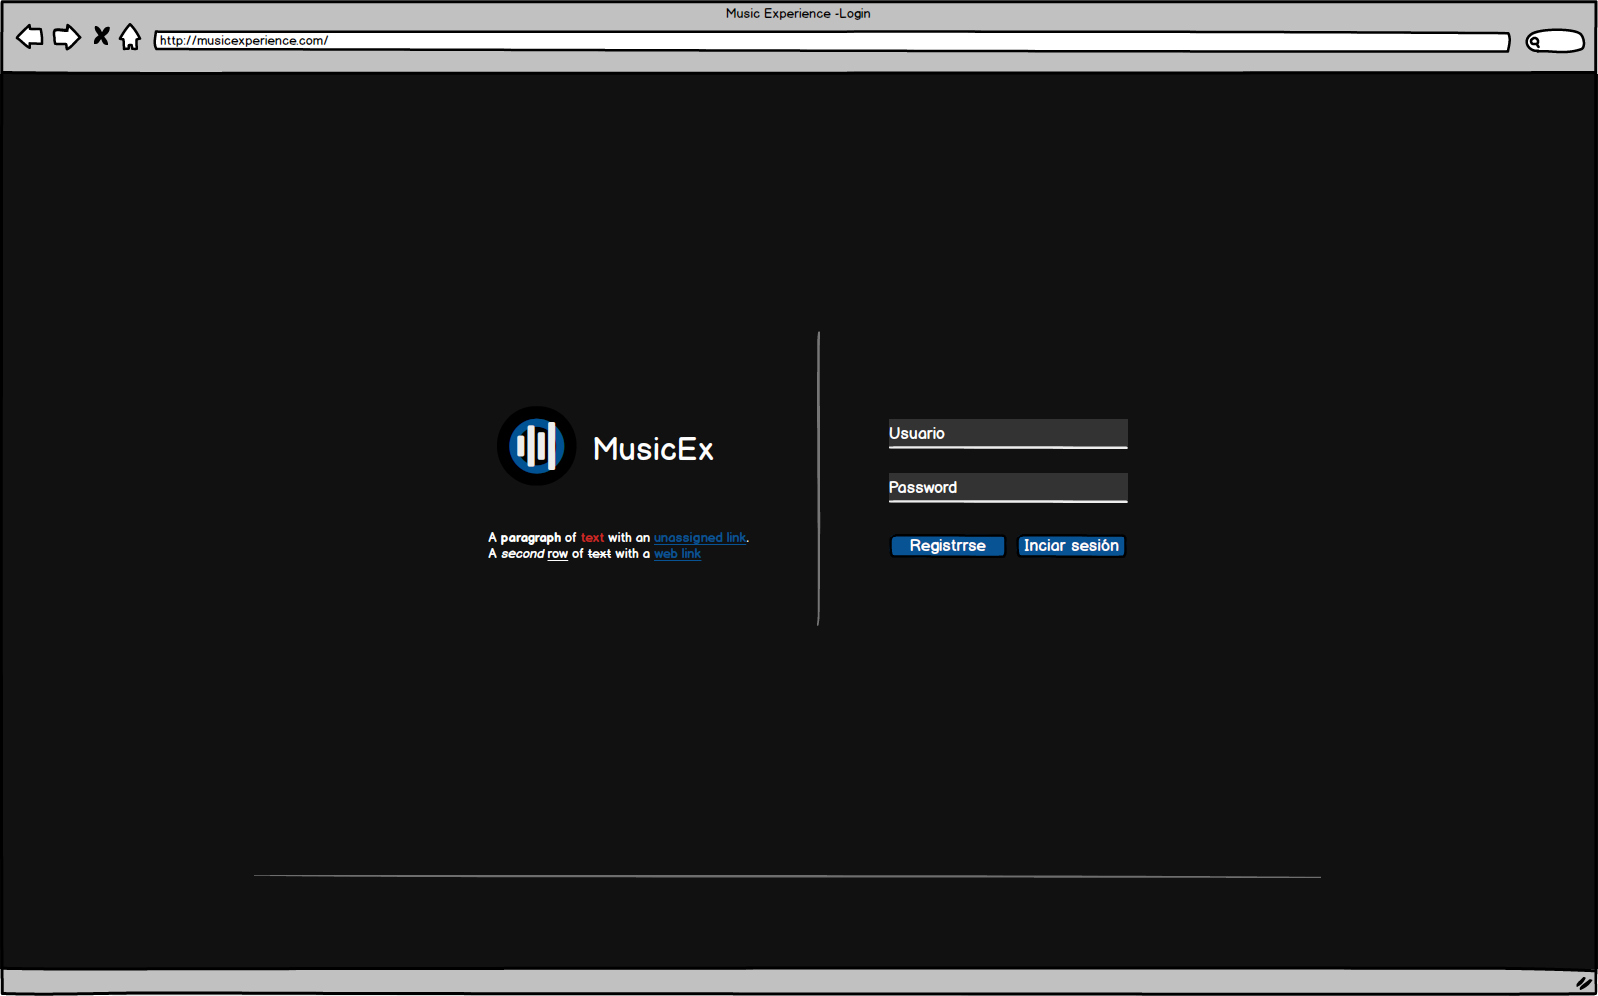 Music Experience -Login
http://musicexperience.com/
MusicEx
A paragraph of text with an unassigned link.
A second row of text with a web link
Usuario
Password
Registrrse
Inciar sesión